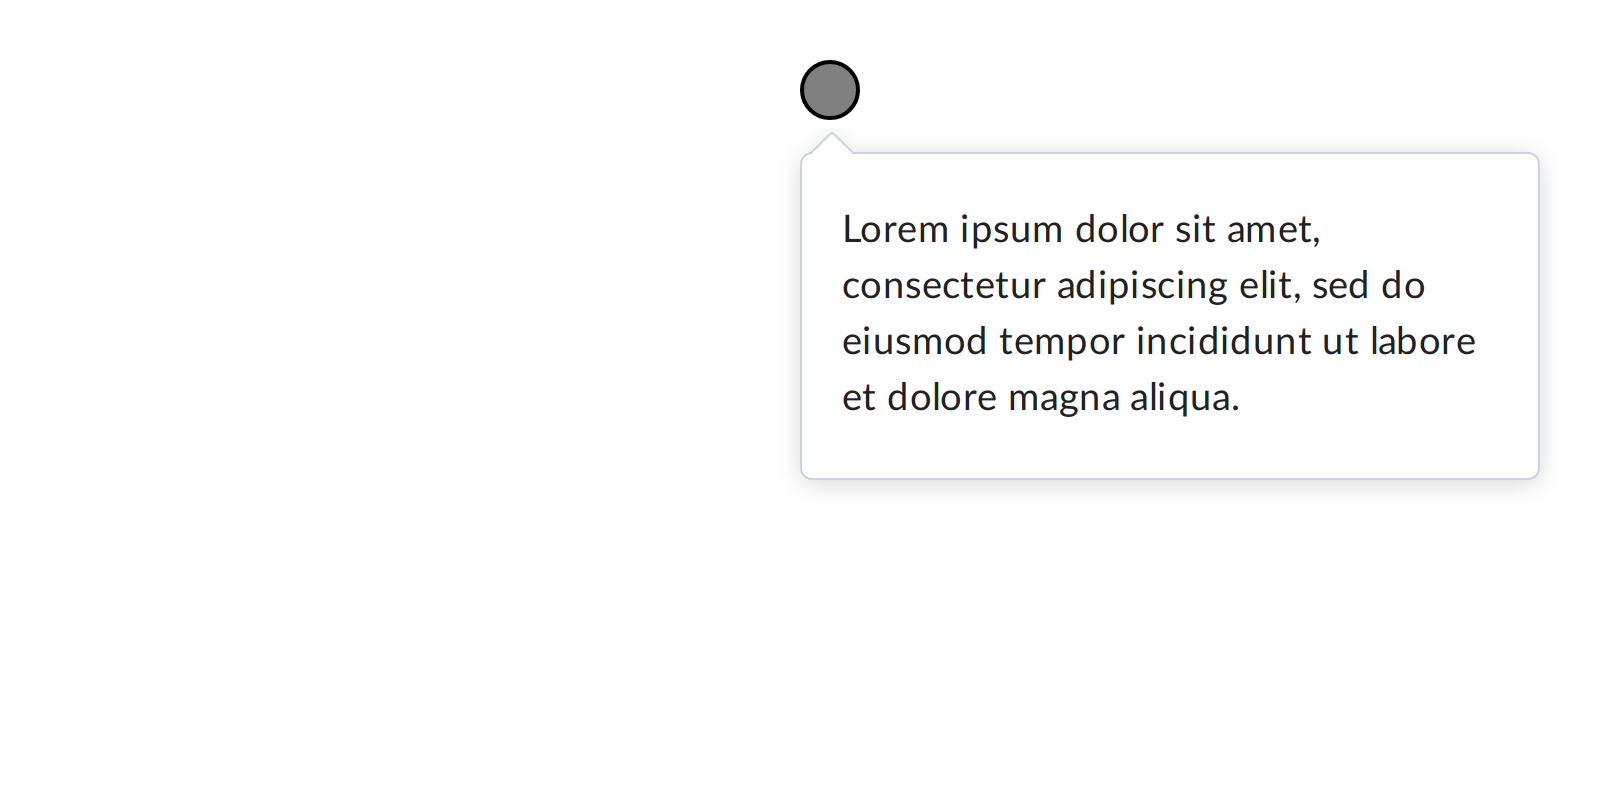 Lorem ipsum dolor sit amet,
consectetur adipiscing elit, sed do
eiusmod tempor incididunt ut labore
et dolore magna aliqua.